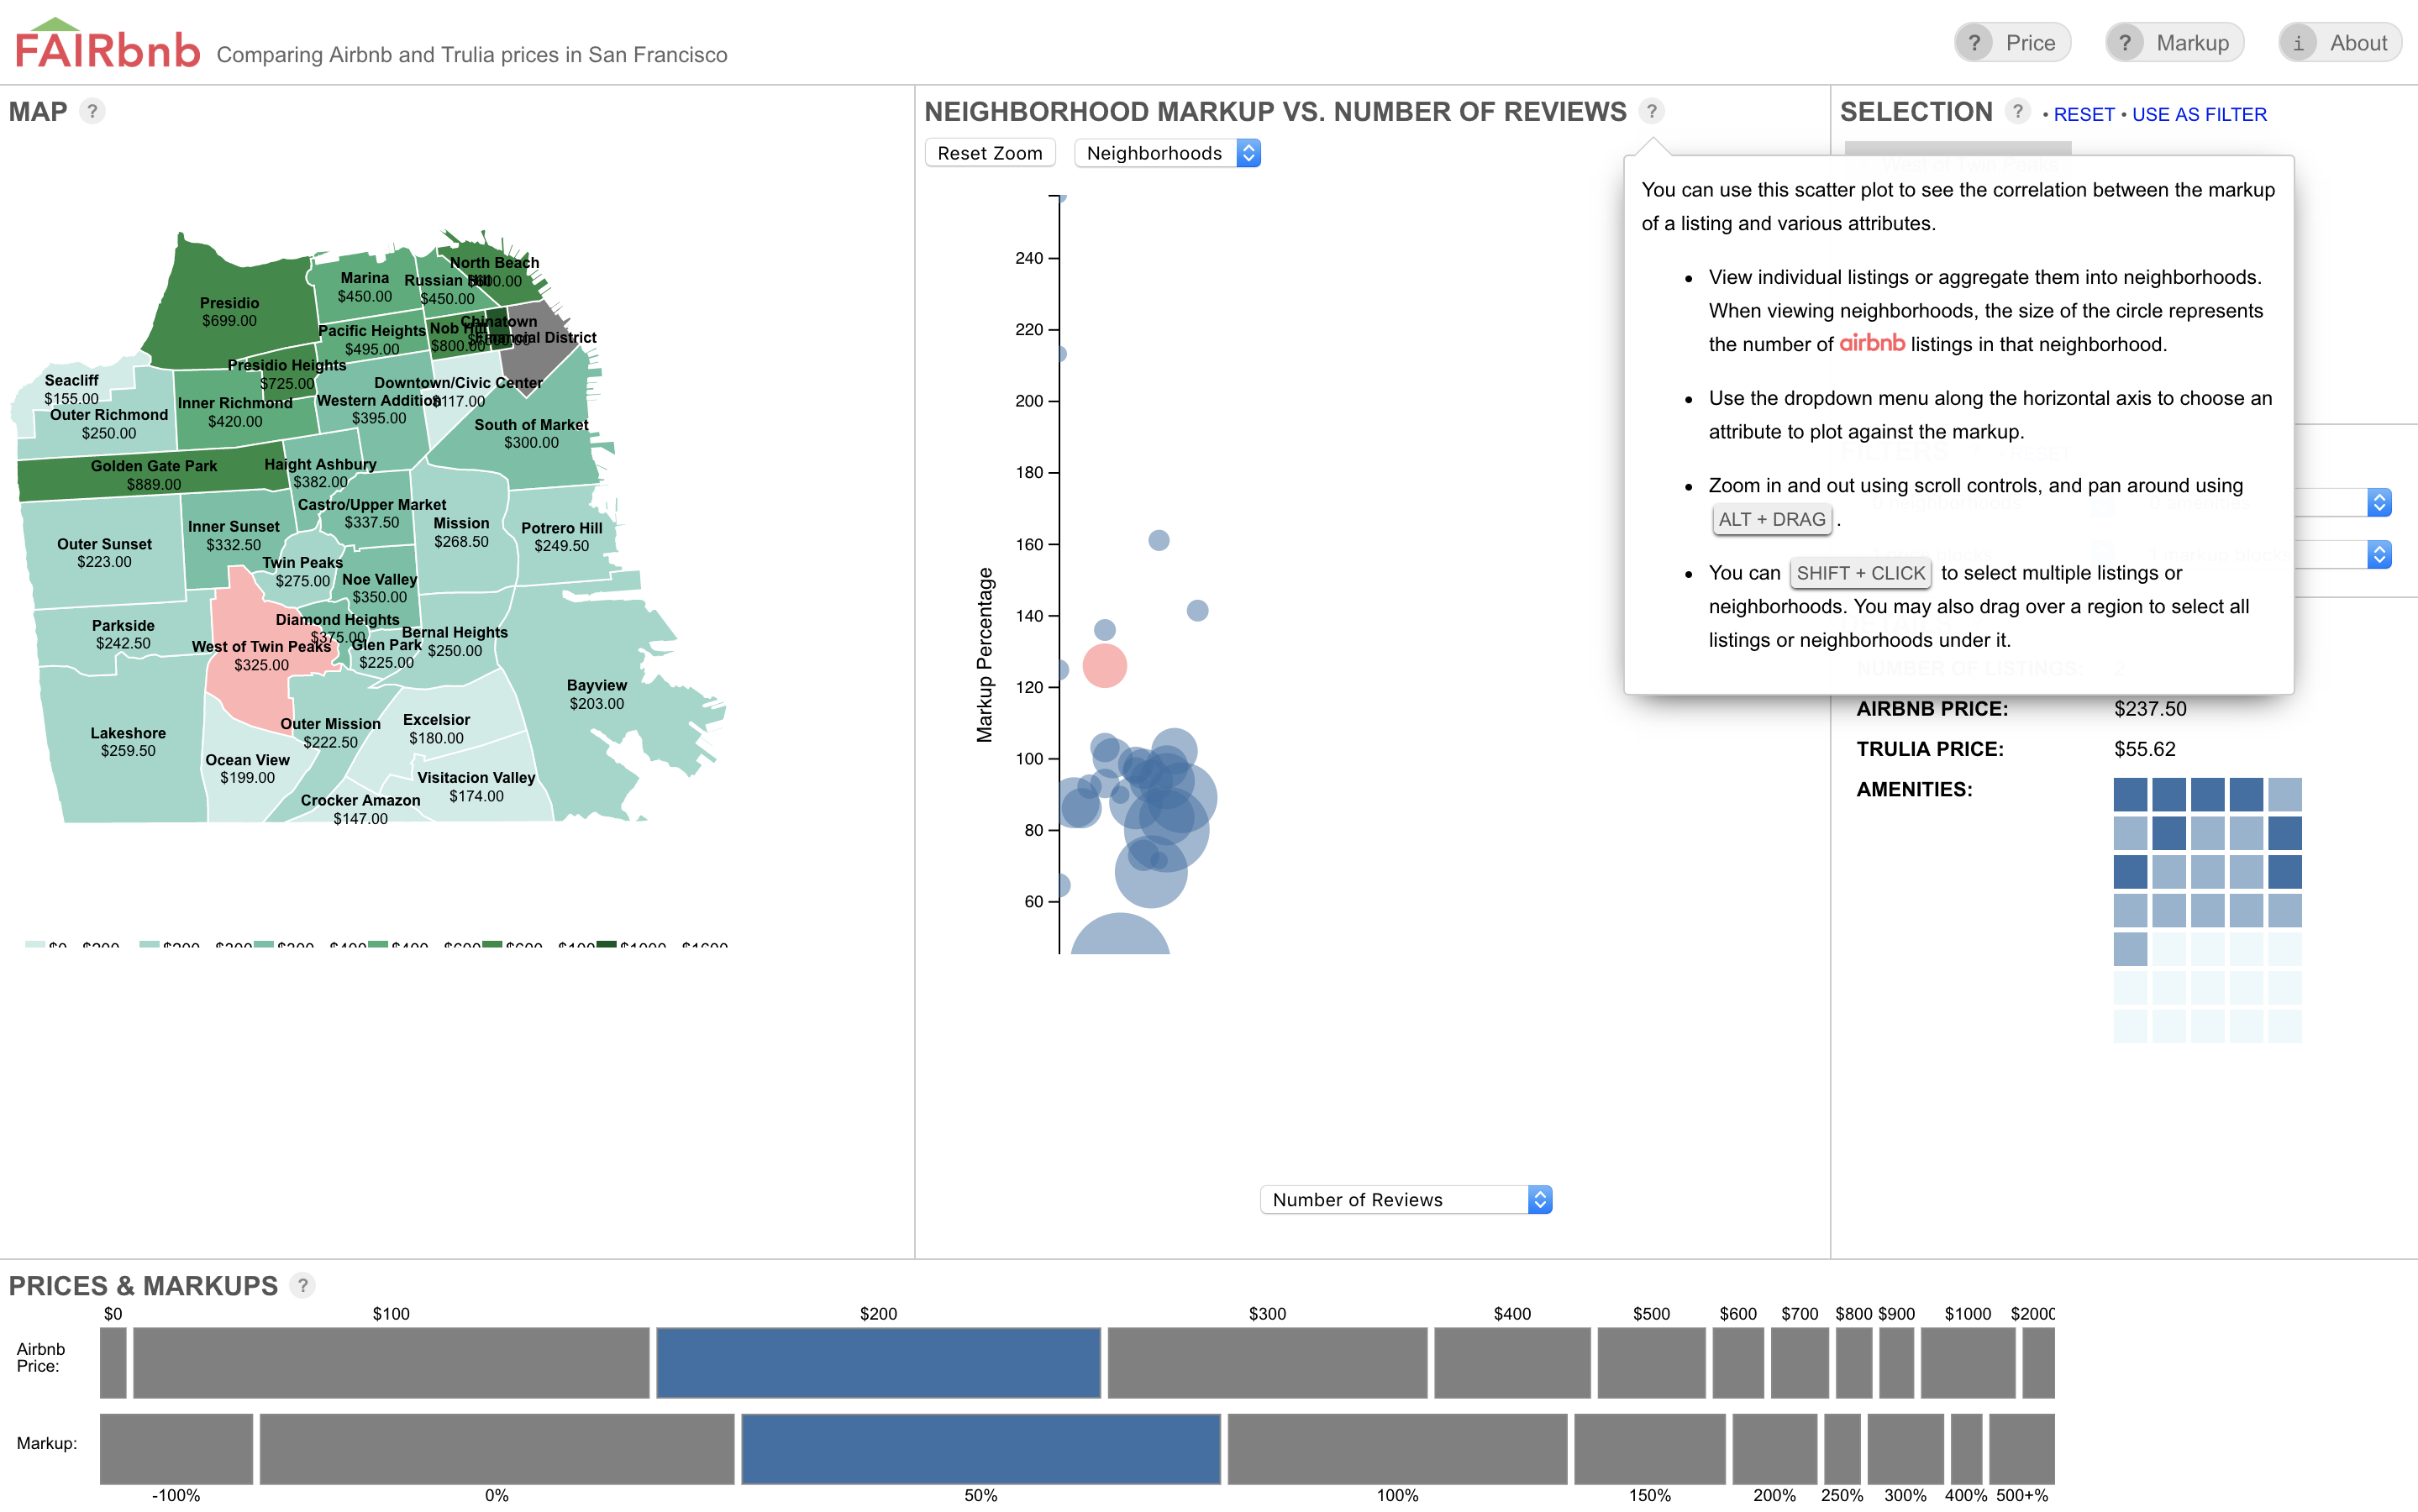 FAIRbnb Comparing Airbnb and Trulia prices in San Francisco
? Price ? Markup i About
MAP ?
Presidio
$699.00
Marina
$450.00
Russian Hill
$450.00
North Beach
$600.00
Pacific Heights
$495.00
Nob Hill
$800.00
Chinatown
Financial District
Presidio Heights
$725.00
Seacliff
$155.00
Outer Richmond
$250.00
Inner Richmond
$420.00
Western Addition
$395.00
Downtown/Civic Center
$117.00
South of Market
$300.00
Golden Gate Park
$889.00
Haight Ashbury
$382.00
Castro/Upper Market
$337.50
Mission
$268.50
Potrero Hill
$249.50
Outer Sunset
$223.00
Inner Sunset
$332.50
Twin Peaks
$275.00
Noe Valley
$350.00
Parkside
$242.50
West of Twin Peaks
$325.00
Diamond Heights
$375.00
Glen Park
$225.00
Bernal Heights
$250.00
Bayview
$203.00
Lakeshore
$259.50
Ocean View
$199.00
Outer Mission
$222.50
Excelsior
$180.00
Visitacion Valley
$174.00
Crocker Amazon
$147.00
NEIGHBORHOOD MARKUP VS. NUMBER OF REVIEWS ?
Reset Zoom Neighborhoods
Markup Percentage
240
220
200
180
160
140
120
100
80
60
Number of Reviews
SELECTION ? • RESET • USE AS FILTER
You can use this scatter plot to see the correlation between the markup
of a listing and various attributes.
• View individual listings or aggregate them into neighborhoods.
When viewing neighborhoods, the size of the circle represents
the number of airbnb listings in that neighborhood.
• Use the dropdown menu along the horizontal axis to choose an
attribute to plot against the markup.
• Zoom in and out using scroll controls, and pan around using
ALT + DRAG .
• You can SHIFT + CLICK to select multiple listings or
neighborhoods. You may also drag over a region to select all
listings or neighborhoods under it.
NUMBER OF LISTINGS: 2
AIRBNB PRICE: $237.50
TRULIA PRICE: $55.62
AMENITIES:
PRICES & MARKUPS ?
$0 $100 $200 $300 $400 $500 $600 $700 $800 $900 $1000 $2000
Airbnb
Price:
Markup:
-100% 0% 50% 100% 150% 200% 250% 300% 400% 500+%